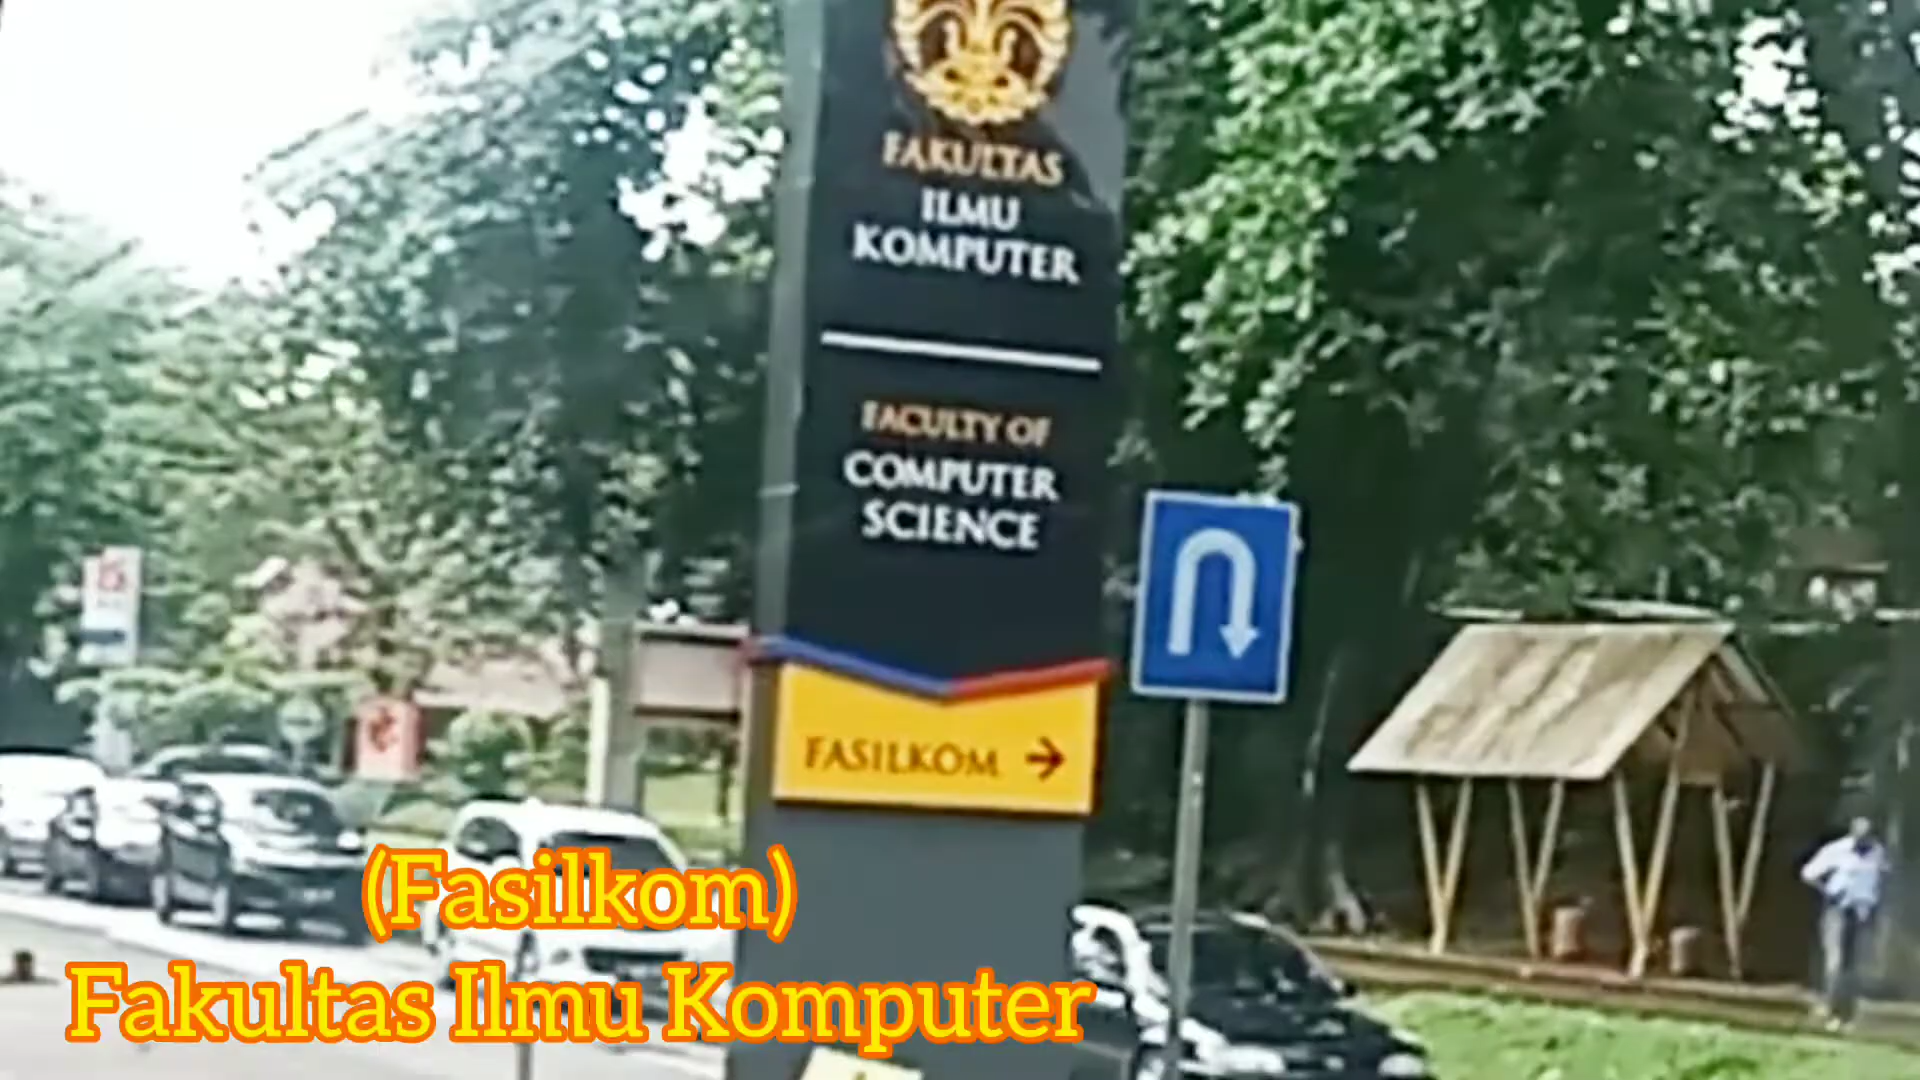 FAKULTAS
ILMU
KOMPUTER
FACULTY OF
COMPUTER
SCIENCE
FASILKOM →
(Fasilkom)
Fakultas Ilmu Komputer